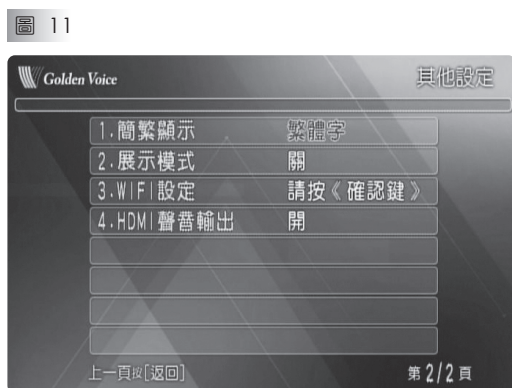 圖 11
Golden Voice 其他設定
1.簡繁顯示 繁體字
2.展示模式 關
3.WIFI設定 請按《確認鍵》
4.HDMI聲音輸出 開
上一頁按[返回] 第2/2頁